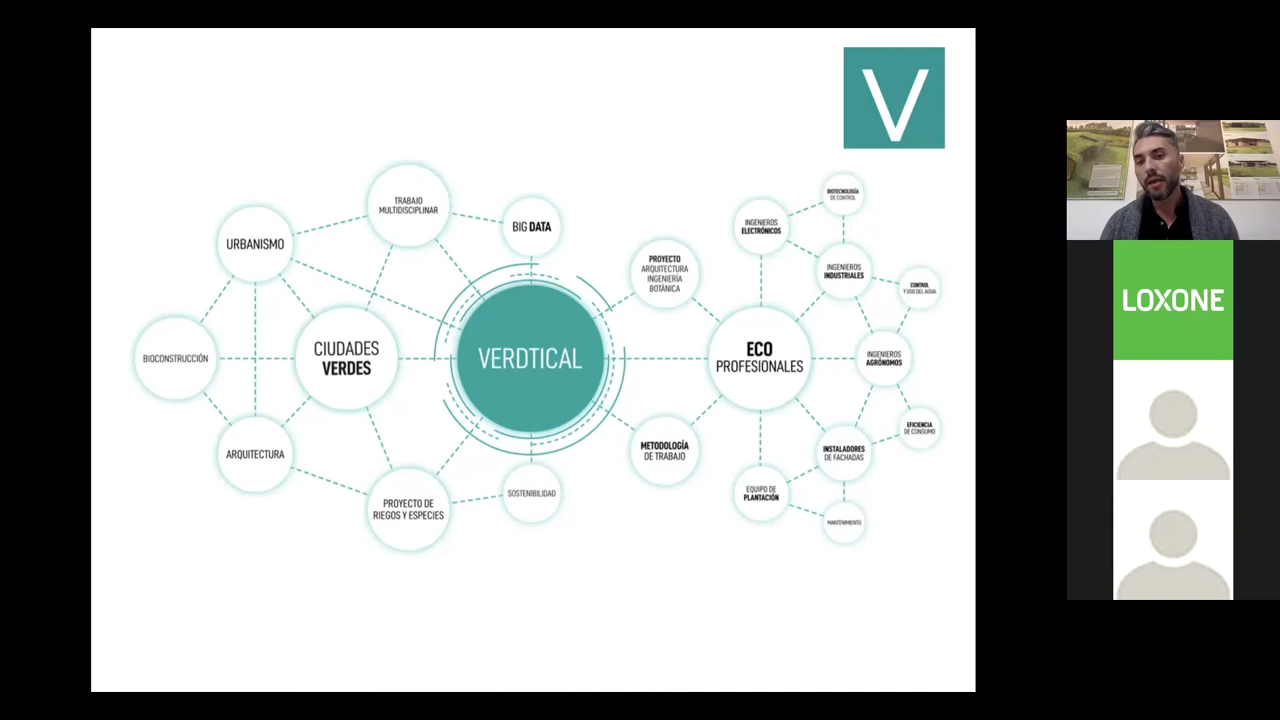 V
TRABAJO
MULTIDISCIPLINAR
BIG DATA
URBANISMO
BIOCONSTRUCCIÓN
CIUDADES
VERDES
ARQUITECTURA
PROYECTO DE
RIEGOS Y ESPECIES
SOSTENIBILIDAD
VERDTICAL
PROYECTO
ARQUITECTURA
INGENIERÍA
BOTÁNICA
METODOLOGÍA
DE TRABAJO
ECO
PROFESIONALES
INGENIEROS
ELECTRÓNICOS
BIOTECNOLOGÍA
DE CONTROL
INGENIEROS
INDUSTRIALES
CONTROL
Y USO DEL AGUA
INGENIEROS
AGRÓNOMOS
EFICIENCIA
DE CONSUMO
INSTALADORES
DE FACHADAS
EQUIPO DE
PLANTACIÓN
MANTENIMIENTO
LOXONE